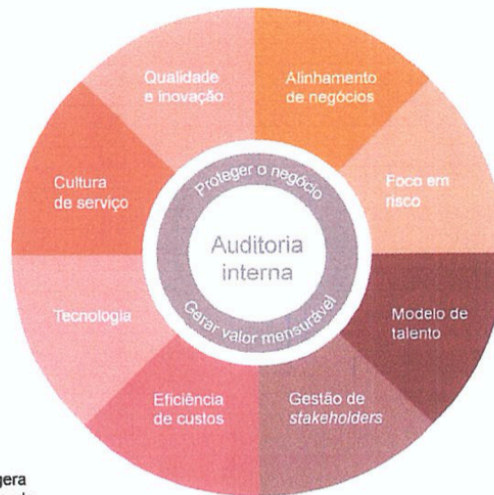 Qualidade
e inovação
Alinhamento
de negócios
Cultura
de serviço
Proteger o negócio
Foco em
risco
Auditoria
interna
Tecnologia
Gerar valor mensurável
Modelo de
talento
Eficiência
de custos
Gestão de
stakeholders
gera